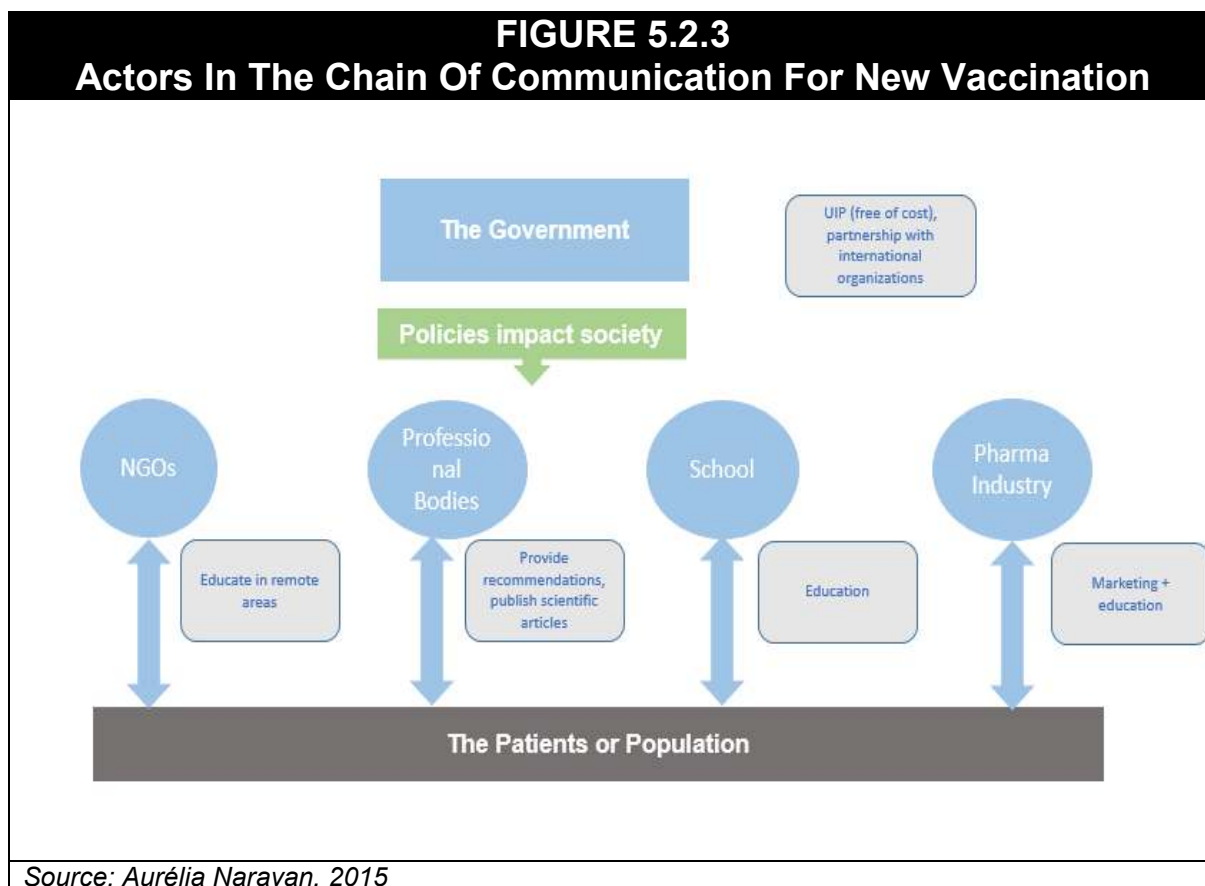 FIGURE 5.2.3
Actors In The Chain Of Communication For New Vaccination
The Government
UIP (free of cost),
partnership with
international
organizations
Policies impact society
NGOs
Professio
nal
Bodies
School
Pharma
Industry
Educate in remote
areas
Provide
recommendations,
publish scientific
articles
Education
Marketing +
education
The Patients or Population
Source: Aurélia Narayan, 2015